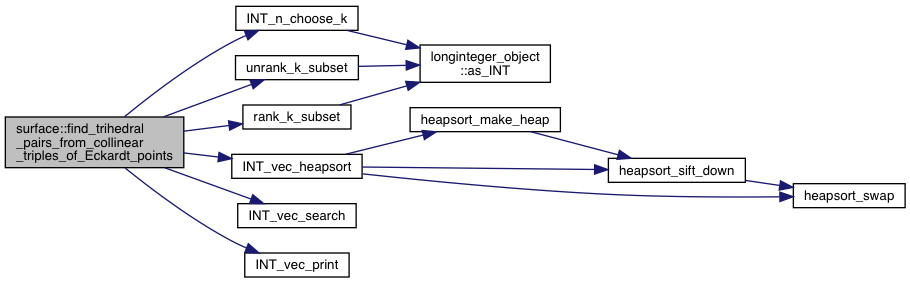 surface::find_trihedral
_pairs_from_collinear
_triples_of_Eckardt_points
INT_n_choose_k
unrank_k_subset
rank_k_subset
INT_vec_heapsort
INT_vec_search
INT_vec_print
longinteger_object
::as_INT
heapsort_make_heap
heapsort_sift_down
heapsort_swap